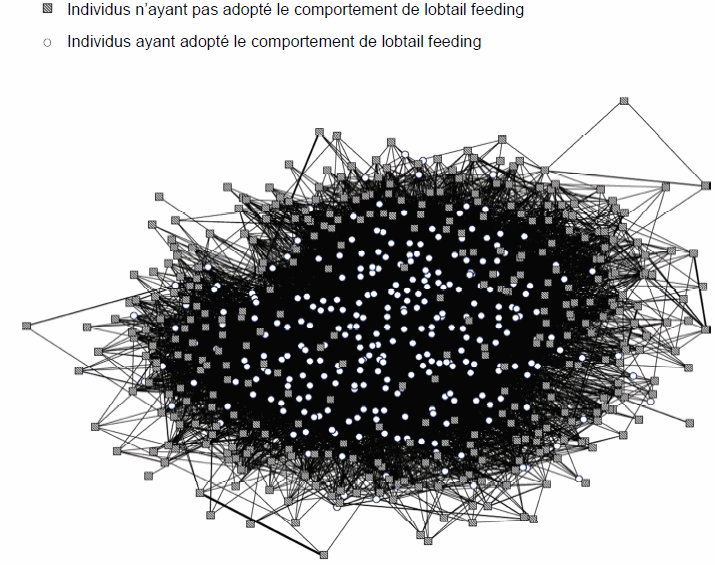 Individus n'ayant pas adopté le comportement de lobtail feeding
Individus ayant adopté le comportement de lobtail feeding